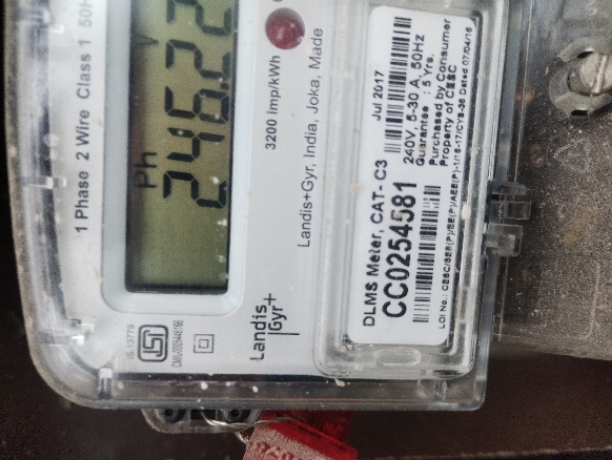 1 Phase 2 Wire Class 1 50H
Ph V
246.22
3200 imp/kWh
Landis+Gyr, India, Joka, Made
Landis
Gyr+
IS.13779
Jul 2017
DLMS Meter, CAT- C3
CC0254581
240V, 5-30 A, 50Hz
Guarantee : 5 Yrs.
Purchased by Consumer
Property of CESC